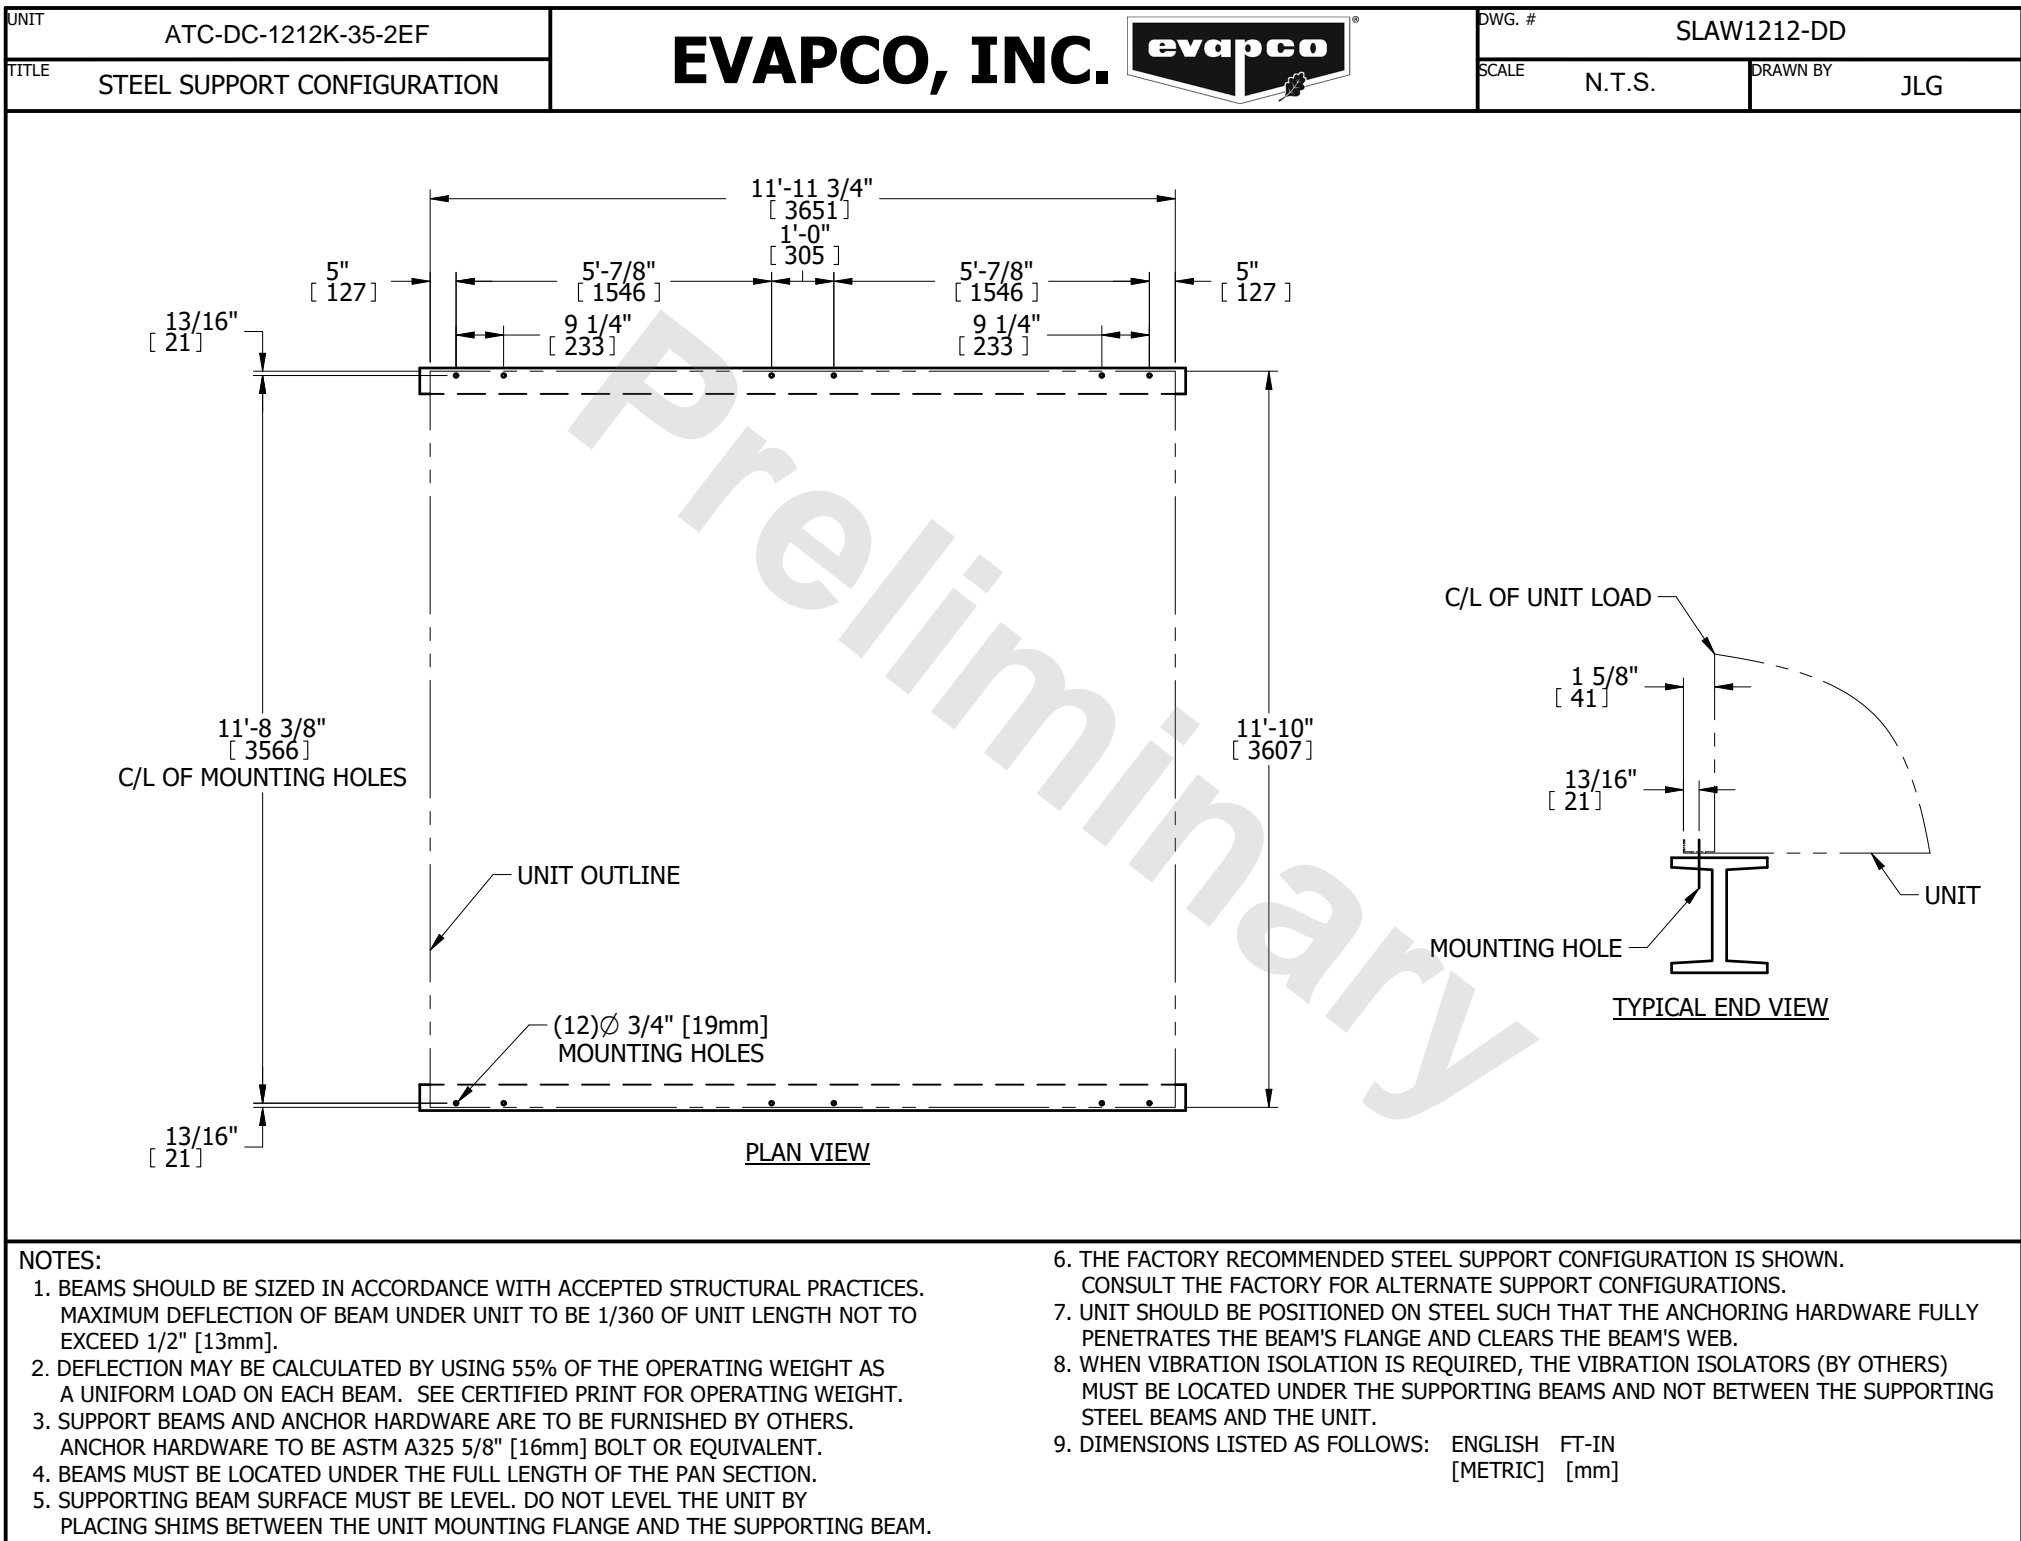 UNIT
ATC-DC-1212K-35-2EF
TITLE
STEEL SUPPORT CONFIGURATION
EVAPCO, INC.
evapco
®
DWG. #
SLAW1212-DD
SCALE
N.T.S.
DRAWN BY
JLG
11'-11 3/4"
[ 3651]
1'-0"
[ 305 ]
5"
[ 127]
5'-7/8"
[ 1546 ]
5'-7/8"
[ 1546 ]
5"
[ 127 ]
13/16"
[ 21]
9 1/4"
[ 233]
9 1/4"
[ 233 ]
Preliminary
11'-8 3/8"
[ 3566]
C/L OF MOUNTING HOLES
11'-10"
[ 3607]
UNIT OUTLINE
(12)∅ 3/4" [19mm]
MOUNTING HOLES
13/16"
[ 21]
PLAN VIEW
C/L OF UNIT LOAD
1 5/8"
[ 41]
13/16"
[ 21]
UNIT
MOUNTING HOLE
TYPICAL END VIEW
NOTES:
1. BEAMS SHOULD BE SIZED IN ACCORDANCE WITH ACCEPTED STRUCTURAL PRACTICES.
MAXIMUM DEFLECTION OF BEAM UNDER UNIT TO BE 1/360 OF UNIT LENGTH NOT TO
EXCEED 1/2" [13mm].
2. DEFLECTION MAY BE CALCULATED BY USING 55% OF THE OPERATING WEIGHT AS
A UNIFORM LOAD ON EACH BEAM. SEE CERTIFIED PRINT FOR OPERATING WEIGHT.
3. SUPPORT BEAMS AND ANCHOR HARDWARE ARE TO BE FURNISHED BY OTHERS.
ANCHOR HARDWARE TO BE ASTM A325 5/8" [16mm] BOLT OR EQUIVALENT.
4. BEAMS MUST BE LOCATED UNDER THE FULL LENGTH OF THE PAN SECTION.
5. SUPPORTING BEAM SURFACE MUST BE LEVEL. DO NOT LEVEL THE UNIT BY
PLACING SHIMS BETWEEN THE UNIT MOUNTING FLANGE AND THE SUPPORTING BEAM.
6. THE FACTORY RECOMMENDED STEEL SUPPORT CONFIGURATION IS SHOWN.
CONSULT THE FACTORY FOR ALTERNATE SUPPORT CONFIGURATIONS.
7. UNIT SHOULD BE POSITIONED ON STEEL SUCH THAT THE ANCHORING HARDWARE FULLY
PENETRATES THE BEAM'S FLANGE AND CLEARS THE BEAM'S WEB.
8. WHEN VIBRATION ISOLATION IS REQUIRED, THE VIBRATION ISOLATORS (BY OTHERS)
MUST BE LOCATED UNDER THE SUPPORTING BEAMS AND NOT BETWEEN THE SUPPORTING
STEEL BEAMS AND THE UNIT.
9. DIMENSIONS LISTED AS FOLLOWS: ENGLISH FT-IN
[METRIC] [mm]